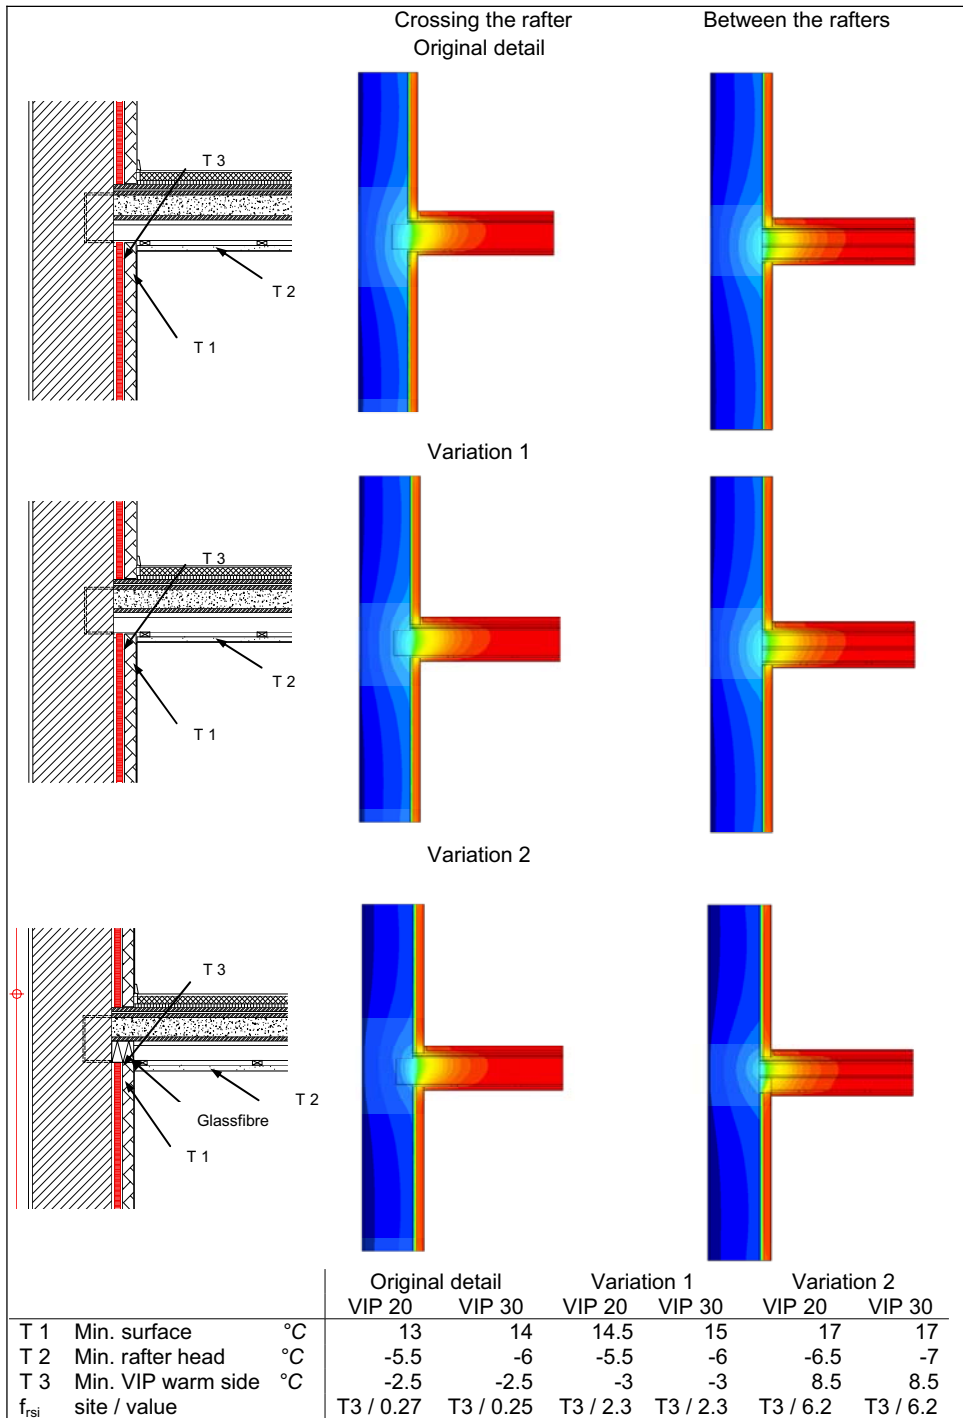 Crossing the rafter Between the rafters
Original detail
T 3
T 2
T 1
Variation 1
T 3
T 2
T 1
Variation 2
T 3
T 2
Glassfibre
T 1
Original detail Variation 1 Variation 2
VIP 20 VIP 30 VIP 20 VIP 30 VIP 20 VIP 30
T 1 Min. surface °C 13 14 14.5 15 17 17
T 2 Min. rafter head °C -5.5 -6 -5.5 -6 -6.5 -7
T 3 Min. VIP warm side °C -2.5 -2.5 -3 -3 8.5 8.5
frsi site / value T3 / 0.27 T3 / 0.25 T3 / 2.3 T3 / 2.3 T3 / 6.2 T3 / 6.2